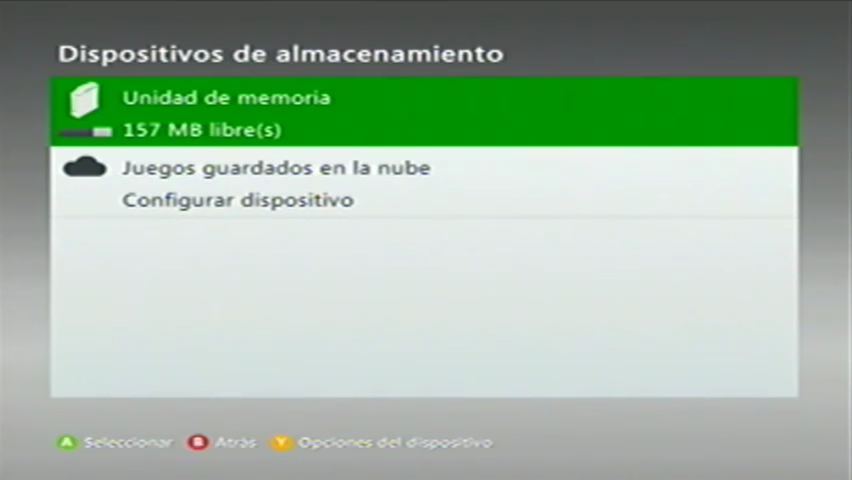 Dispositivos de almacenamiento
Unidad de memoria
157 MB libre(s)
Juegos guardados en la nube
Configurar dispositivo
A Seleccionar B Atrás Y Opciones del dispositivo